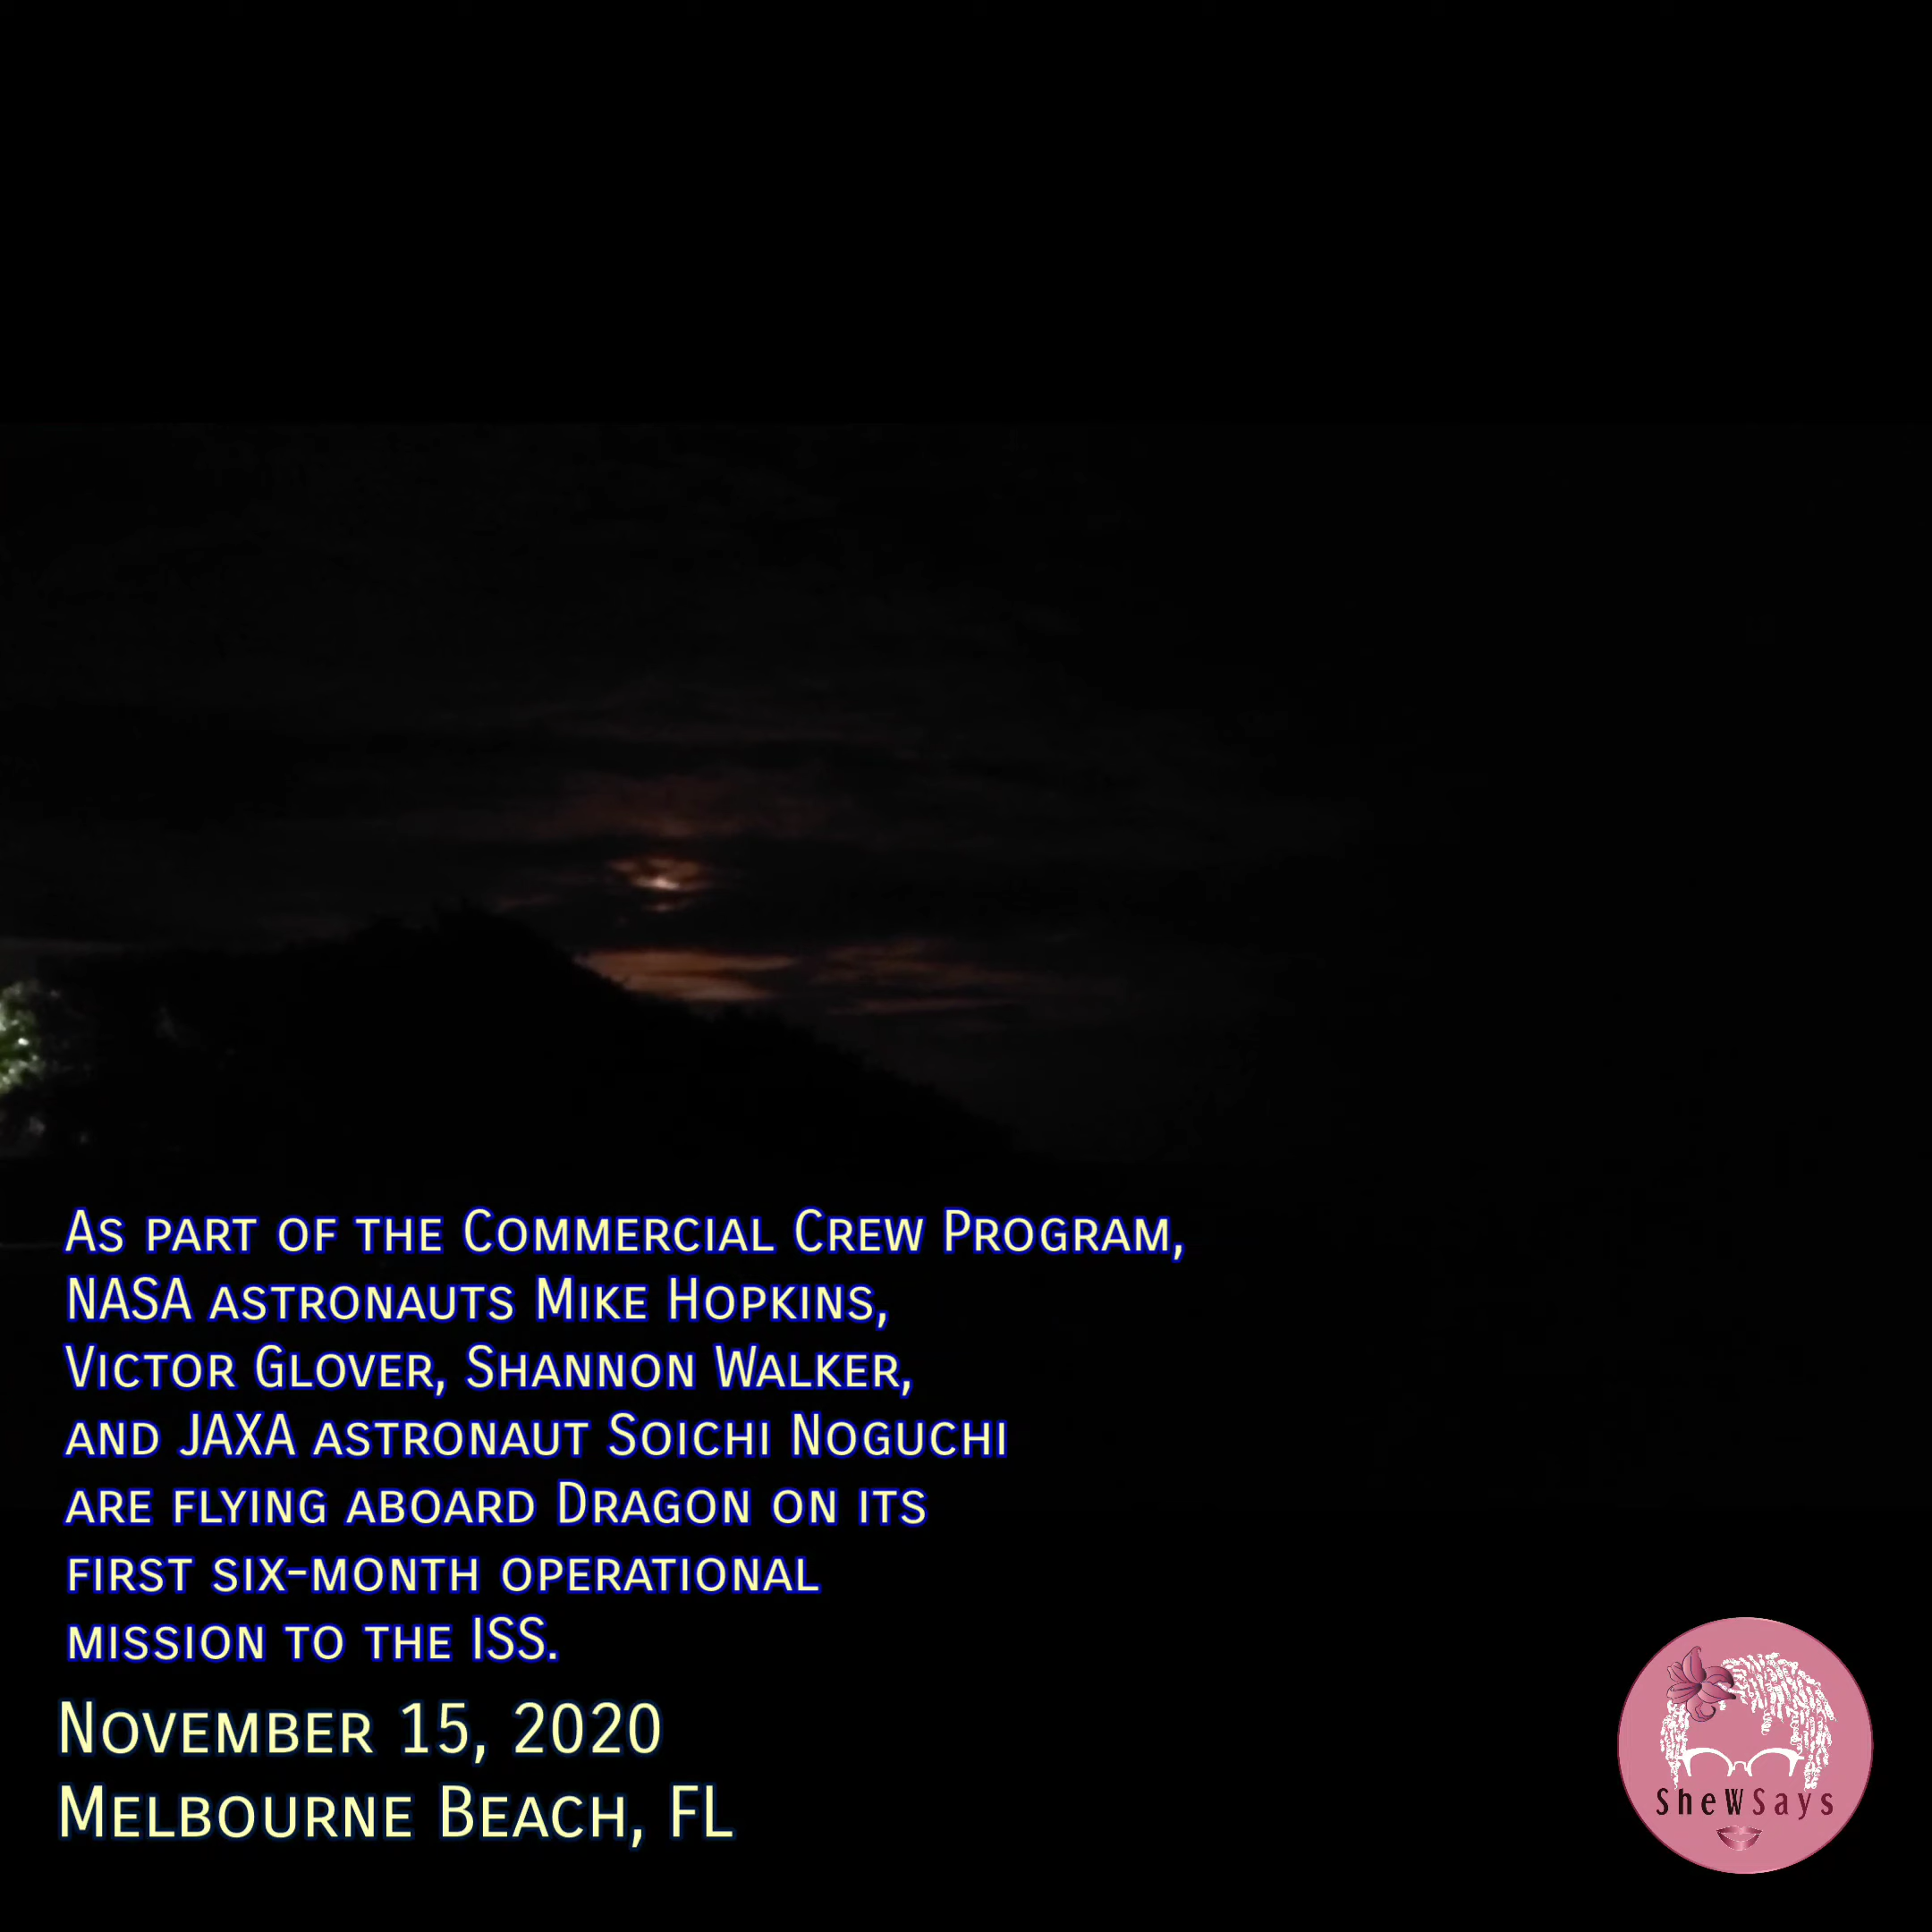 As part of the Commercial Crew Program,
NASA astronauts Mike Hopkins,
Victor Glover, Shannon Walker,
and JAXA astronaut Soichi Noguchi
are flying aboard Dragon on its
first six-month operational
mission to the ISS.
November 15, 2020
Melbourne Beach, FL
SheWSays